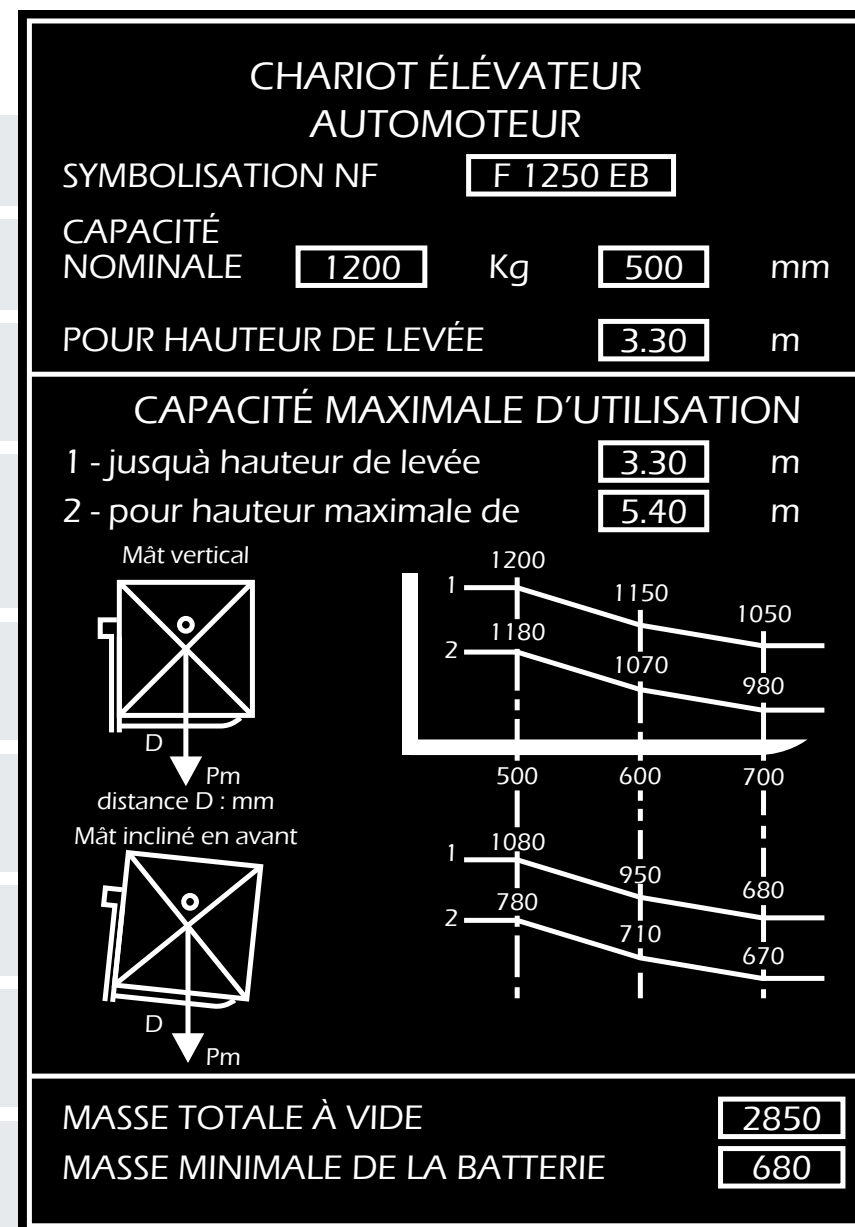 CHARIOT ÉLÉVATEUR
AUTOMOTEUR
SYMBOLISATION NF F 1250 EB
CAPACITÉ
NOMINALE 1200 Kg 500 mm
POUR HAUTEUR DE LEVÉE 3.30 m
CAPACITÉ MAXIMALE D'UTILISATION
1 - jusquà hauteur de levée 3.30 m
2 - pour hauteur maximale de 5.40 m
Mât vertical
1200
1 1150
1050
1180
2 1070
980
D
Pm
500 600 700
distance D : mm
Mât incliné en avant
1080
1 950
680
780
2 710
670
D
Pm
MASSE TOTALE À VIDE 2850
MASSE MINIMALE DE LA BATTERIE 680